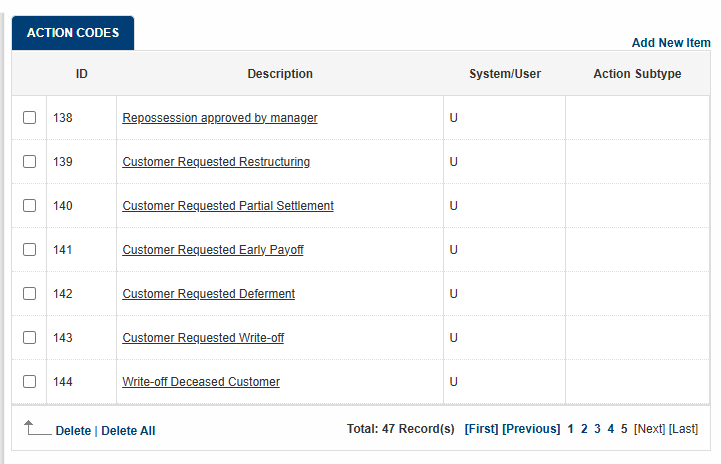 ACTION CODES
Add New Item
ID Description System/User Action Subtype
138 Repossession approved by manager U
139 Customer Requested Restructuring U
140 Customer Requested Partial Settlement U
141 Customer Requested Early Payoff U
142 Customer Requested Deferment U
143 Customer Requested Write-off U
144 Write-off Deceased Customer U
Delete | Delete All Total: 47 Record(s) [First] [Previous] 1 2 3 4 5 [Next] [Last]